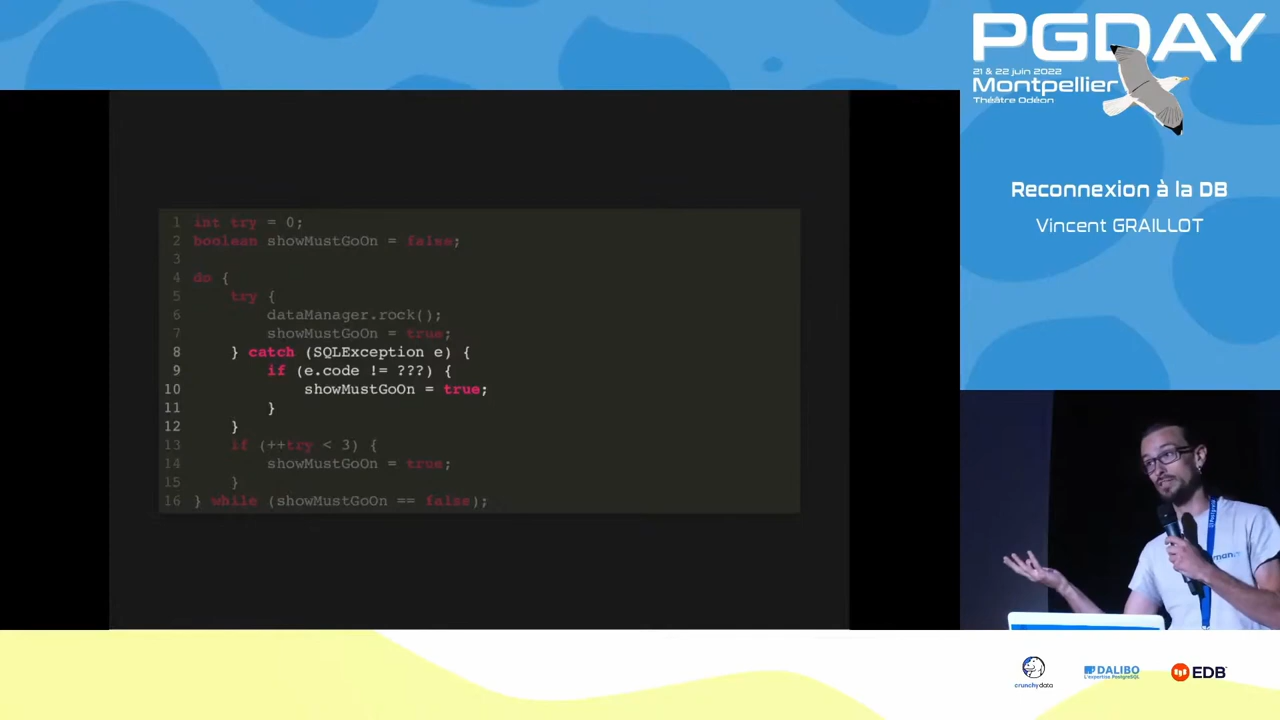 PGDAY
21 & 22 juin 2022
Montpellier
Théâtre Odéon
Reconnexion à la DB
Vincent GRAILLOT
1 int try = 0;
2 boolean showMustGoOn = false;
3
4 do {
5 try {
6 dataManager.rock();
7 showMustGoOn = true;
8 } catch (SQLException e) {
9 if (e.code != ???) {
10 showMustGoOn = true;
11 }
12 }
13 if (++try < 3) {
14 showMustGoOn = true;
15 }
16 } while (showMustGoOn == false);
crunchydata
DALIBO
L'expertise PostgreSQL
EDB